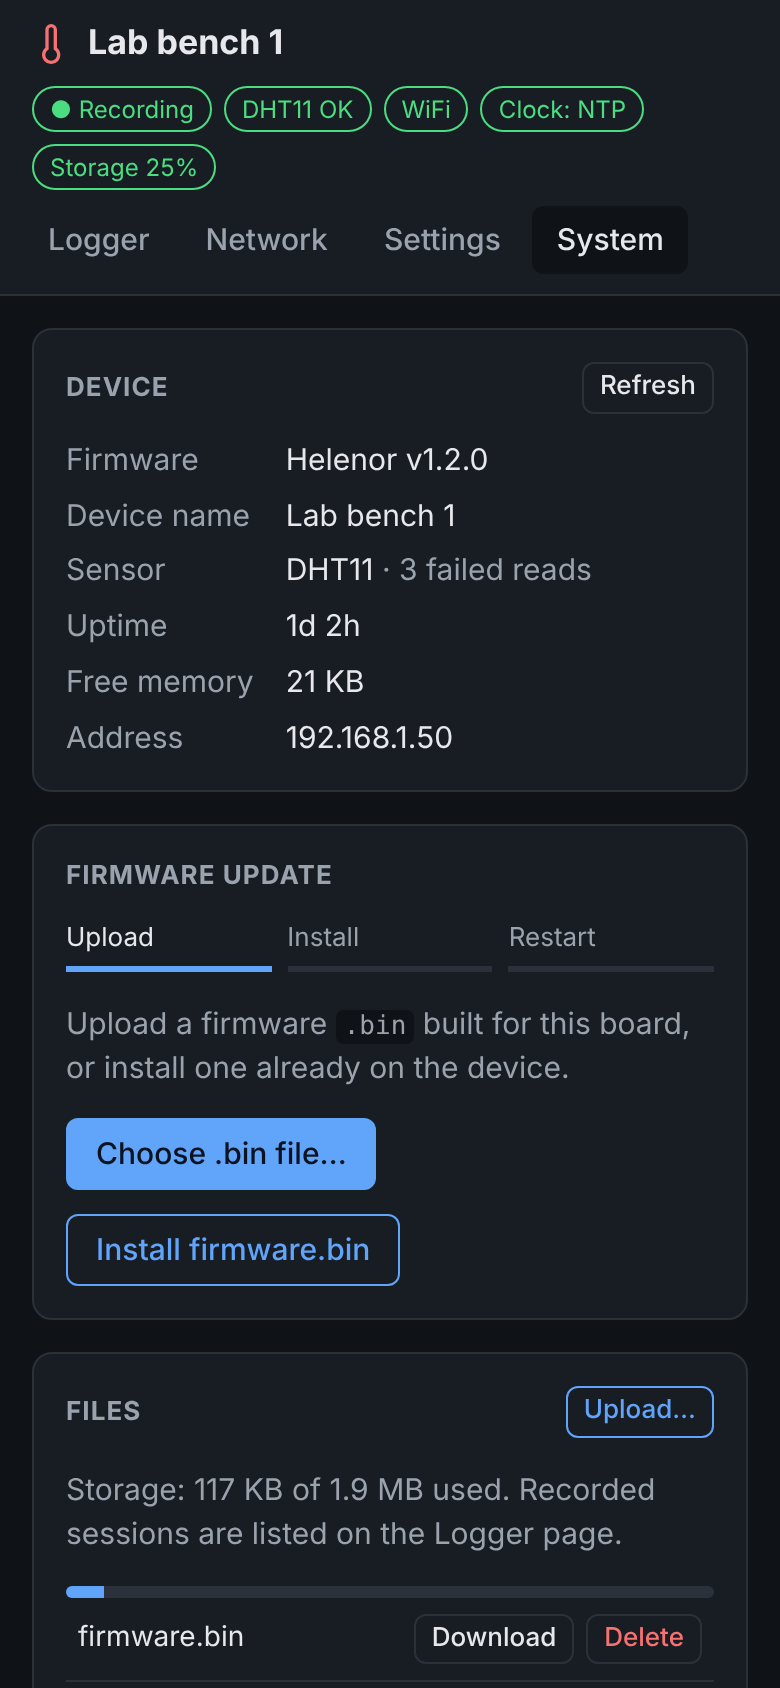 Lab bench 1
Recording DHT11 OK WiFi Clock: NTP
Storage 25%
Logger Network Settings System
DEVICE Refresh
Firmware Helenor v1.2.0
Device name Lab bench 1
Sensor DHT11 · 3 failed reads
Uptime 1d 2h
Free memory 21 KB
Address 192.168.1.50
FIRMWARE UPDATE
Upload Install Restart
Upload a firmware .bin built for this board,
or install one already on the device.
Choose .bin file...
Install firmware.bin
FILES Upload...
Storage: 117 KB of 1.9 MB used. Recorded
sessions are listed on the Logger page.
firmware.bin Download Delete